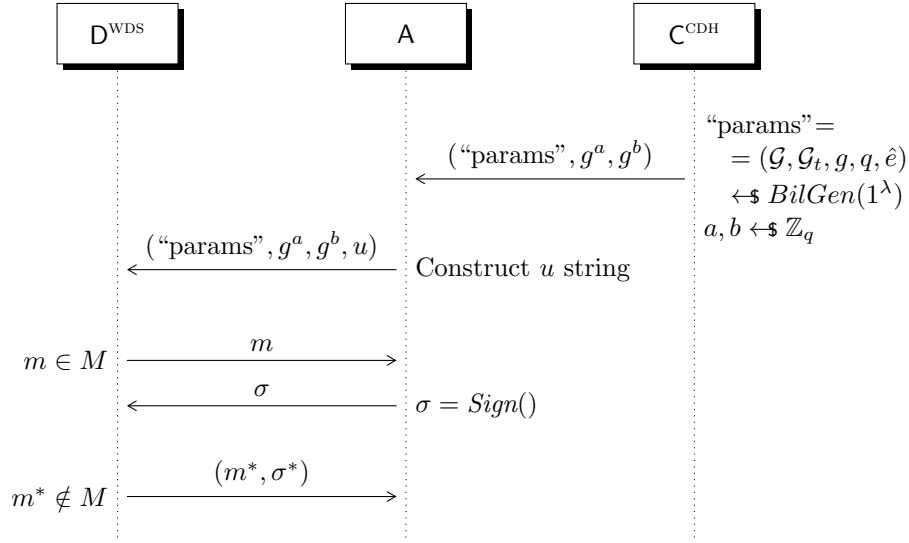 D^WDS A C^CDH
“params”=
(“params”, g^a, g^b) = (𝒢, 𝒢_t, g, q, ê)
↞$ BilGen(1^λ)
a, b ↞$ ℤ_q
(“params”, g^a, g^b, u)
Construct u string
m ∈ M m
σ σ = Sign()
m* ∉ M (m*, σ*)